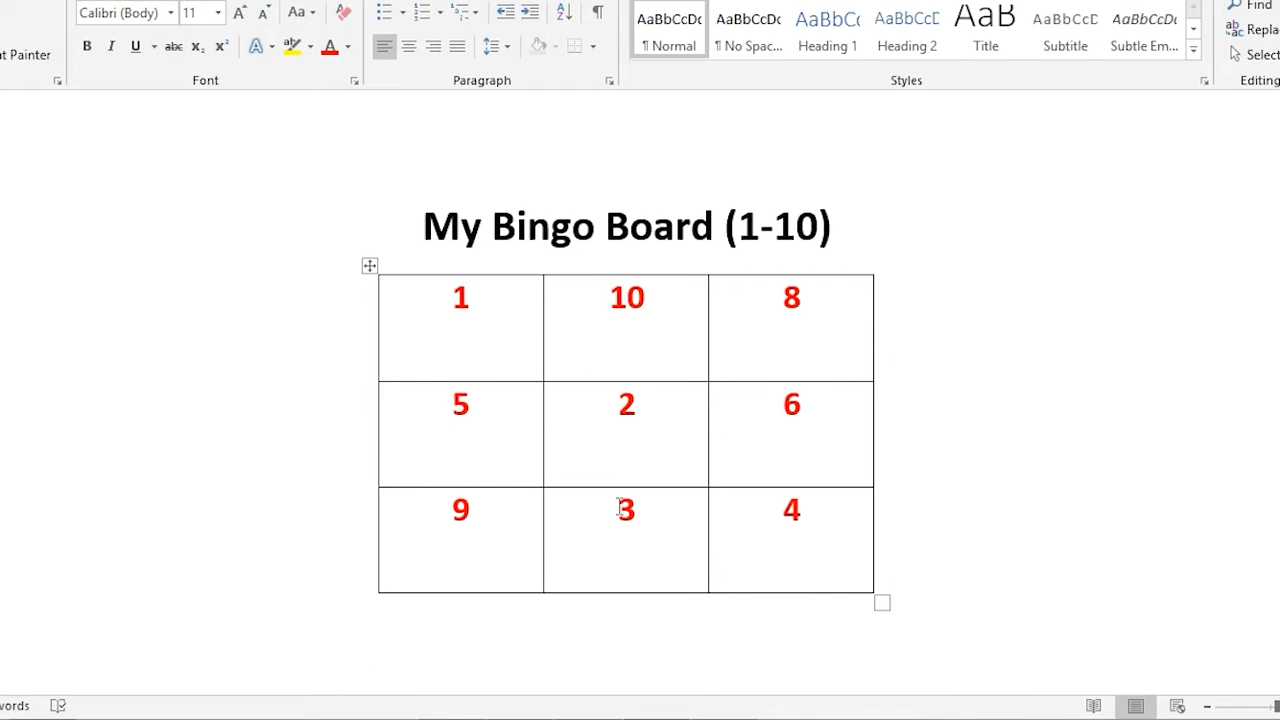 Calibri (Body) 11 Aa AaBbCcDc AaBbCcDc AaBbCc AaBbCcD AaB AaBbCcD AaBbCcDc Find
t Painter B I U abc x₂ x² A A ¶ Normal ¶ No Spac... Heading 1 Heading 2 Title Subtitle Subtle Em... Repla
Select
Font Paragraph Styles Editing
My Bingo Board (1-10)
1 10 8
5 2 6
9 3 4
words